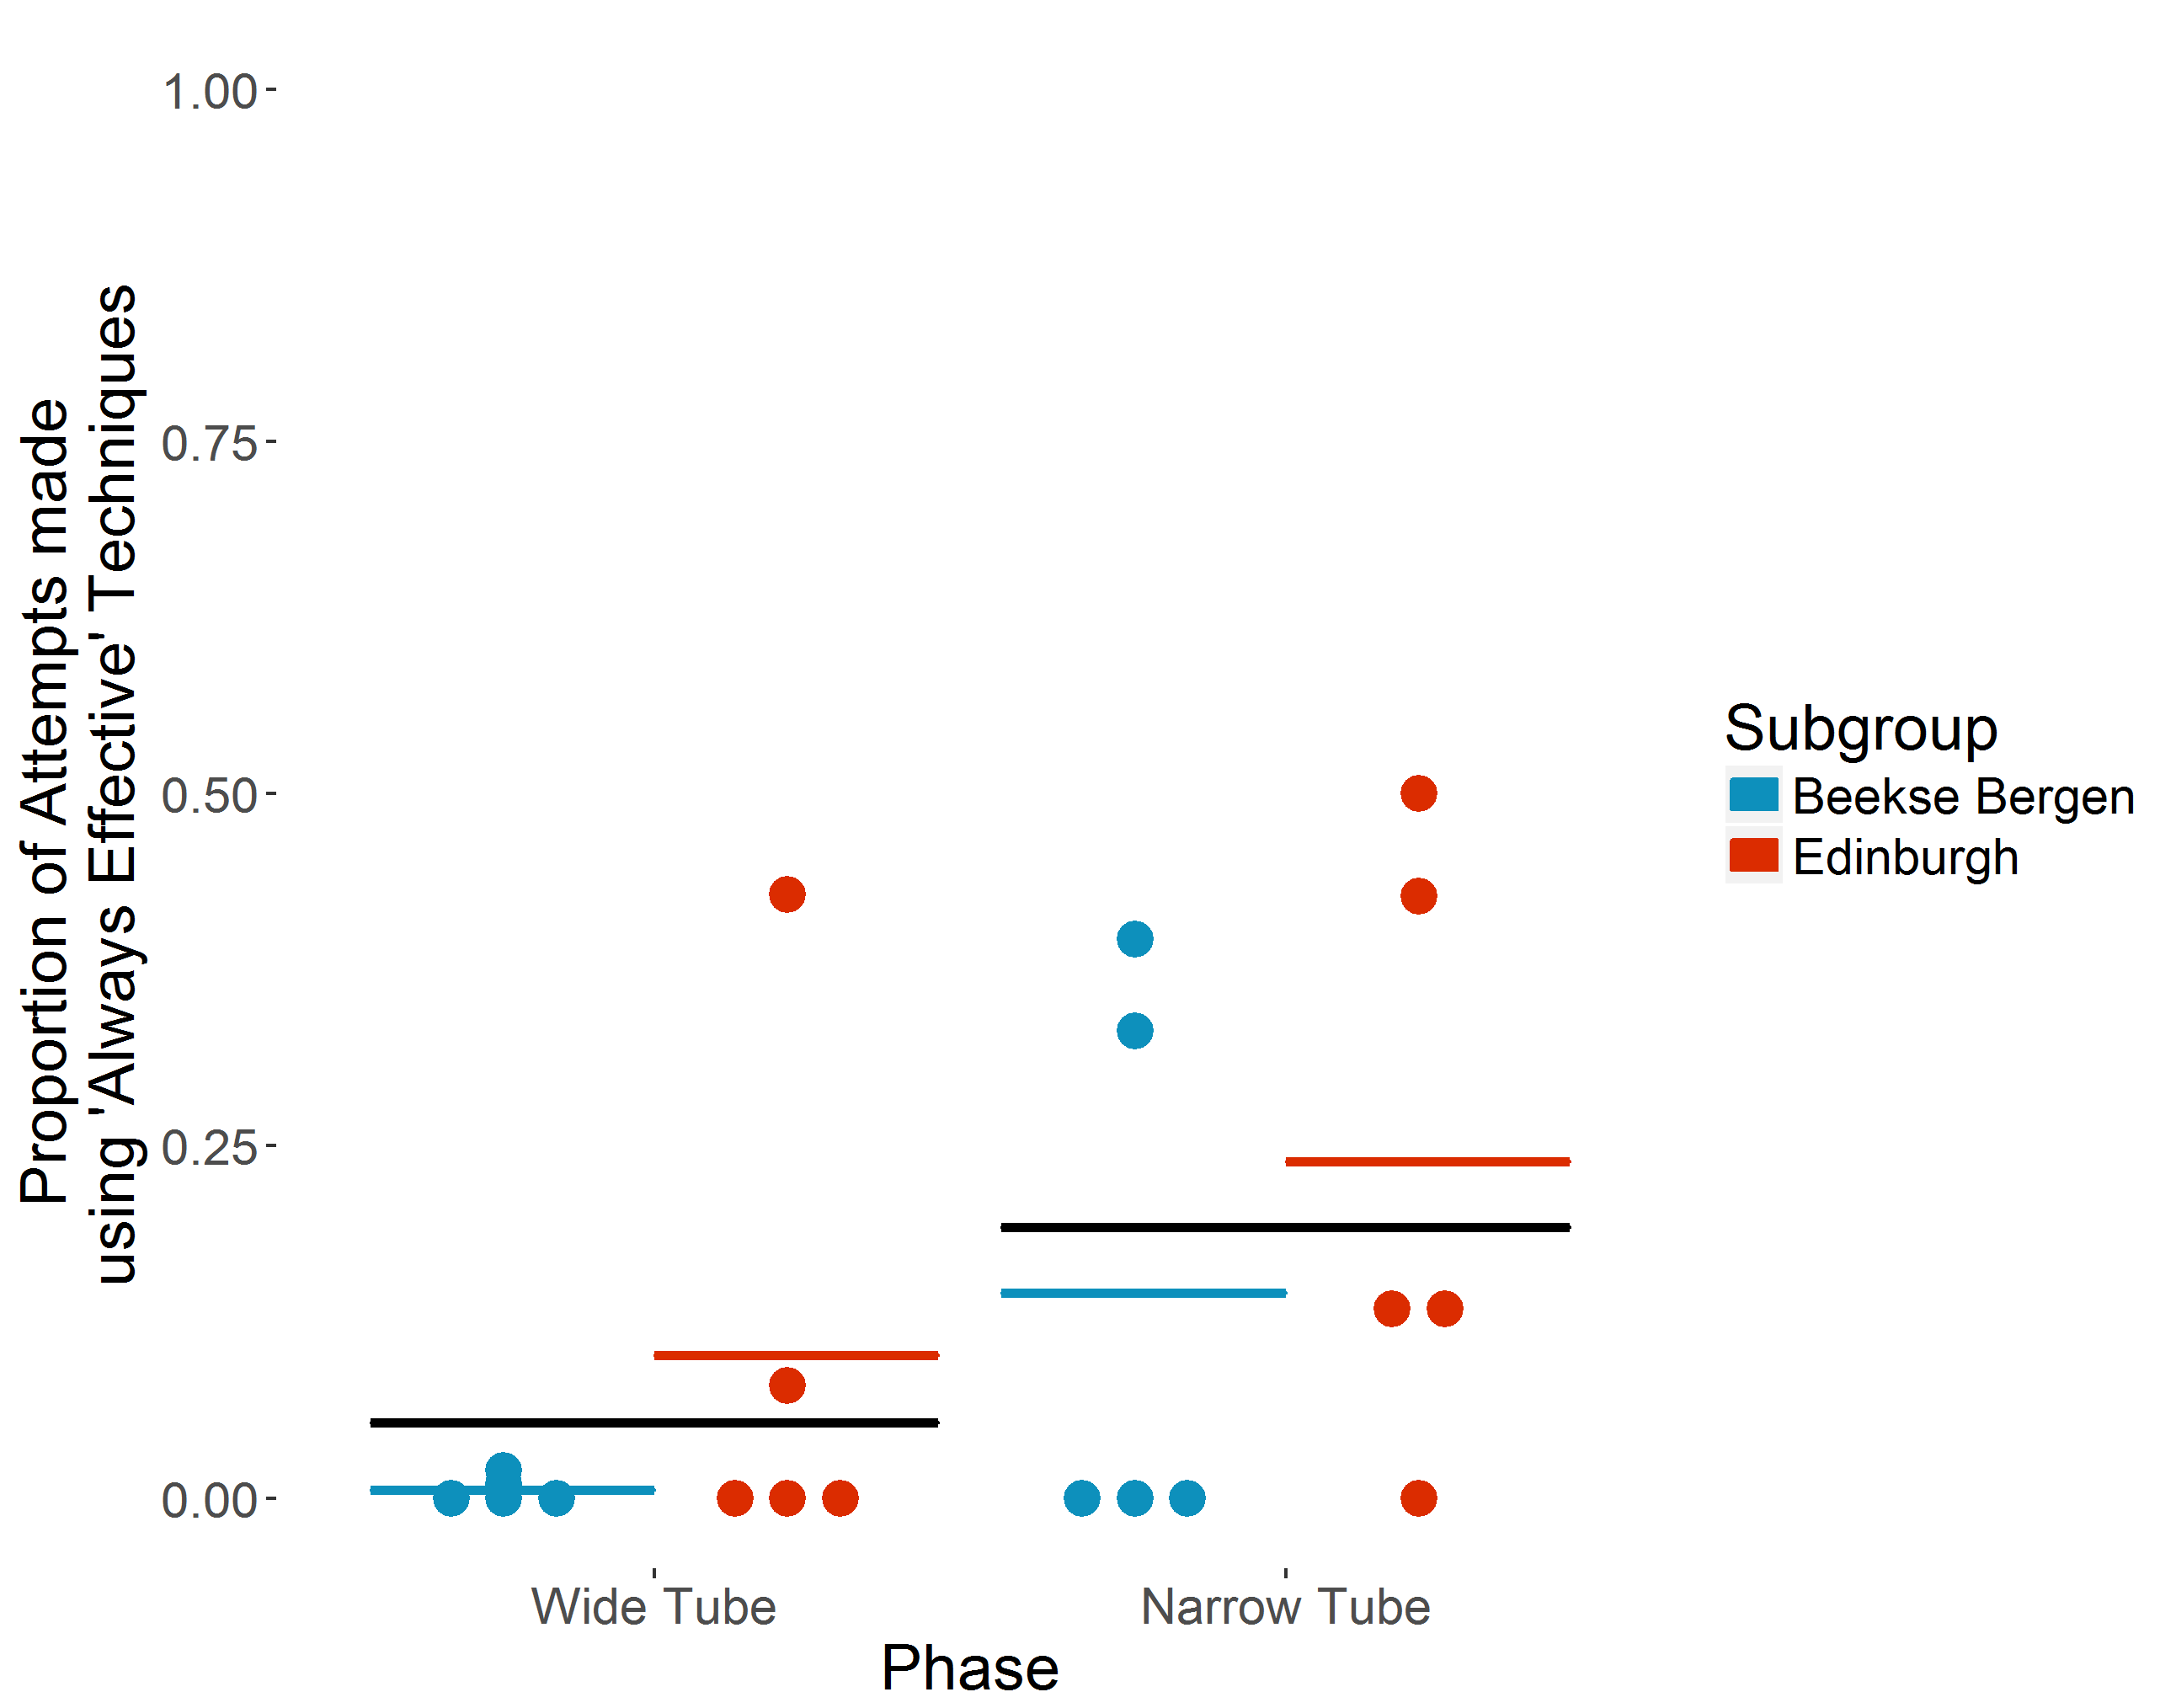 Proportion of Attempts made
using 'Always Effective' Techniques
1.00
0.75
0.50
0.25
0.00
Wide Tube
Narrow Tube
Phase
Subgroup
Beekse Bergen
Edinburgh